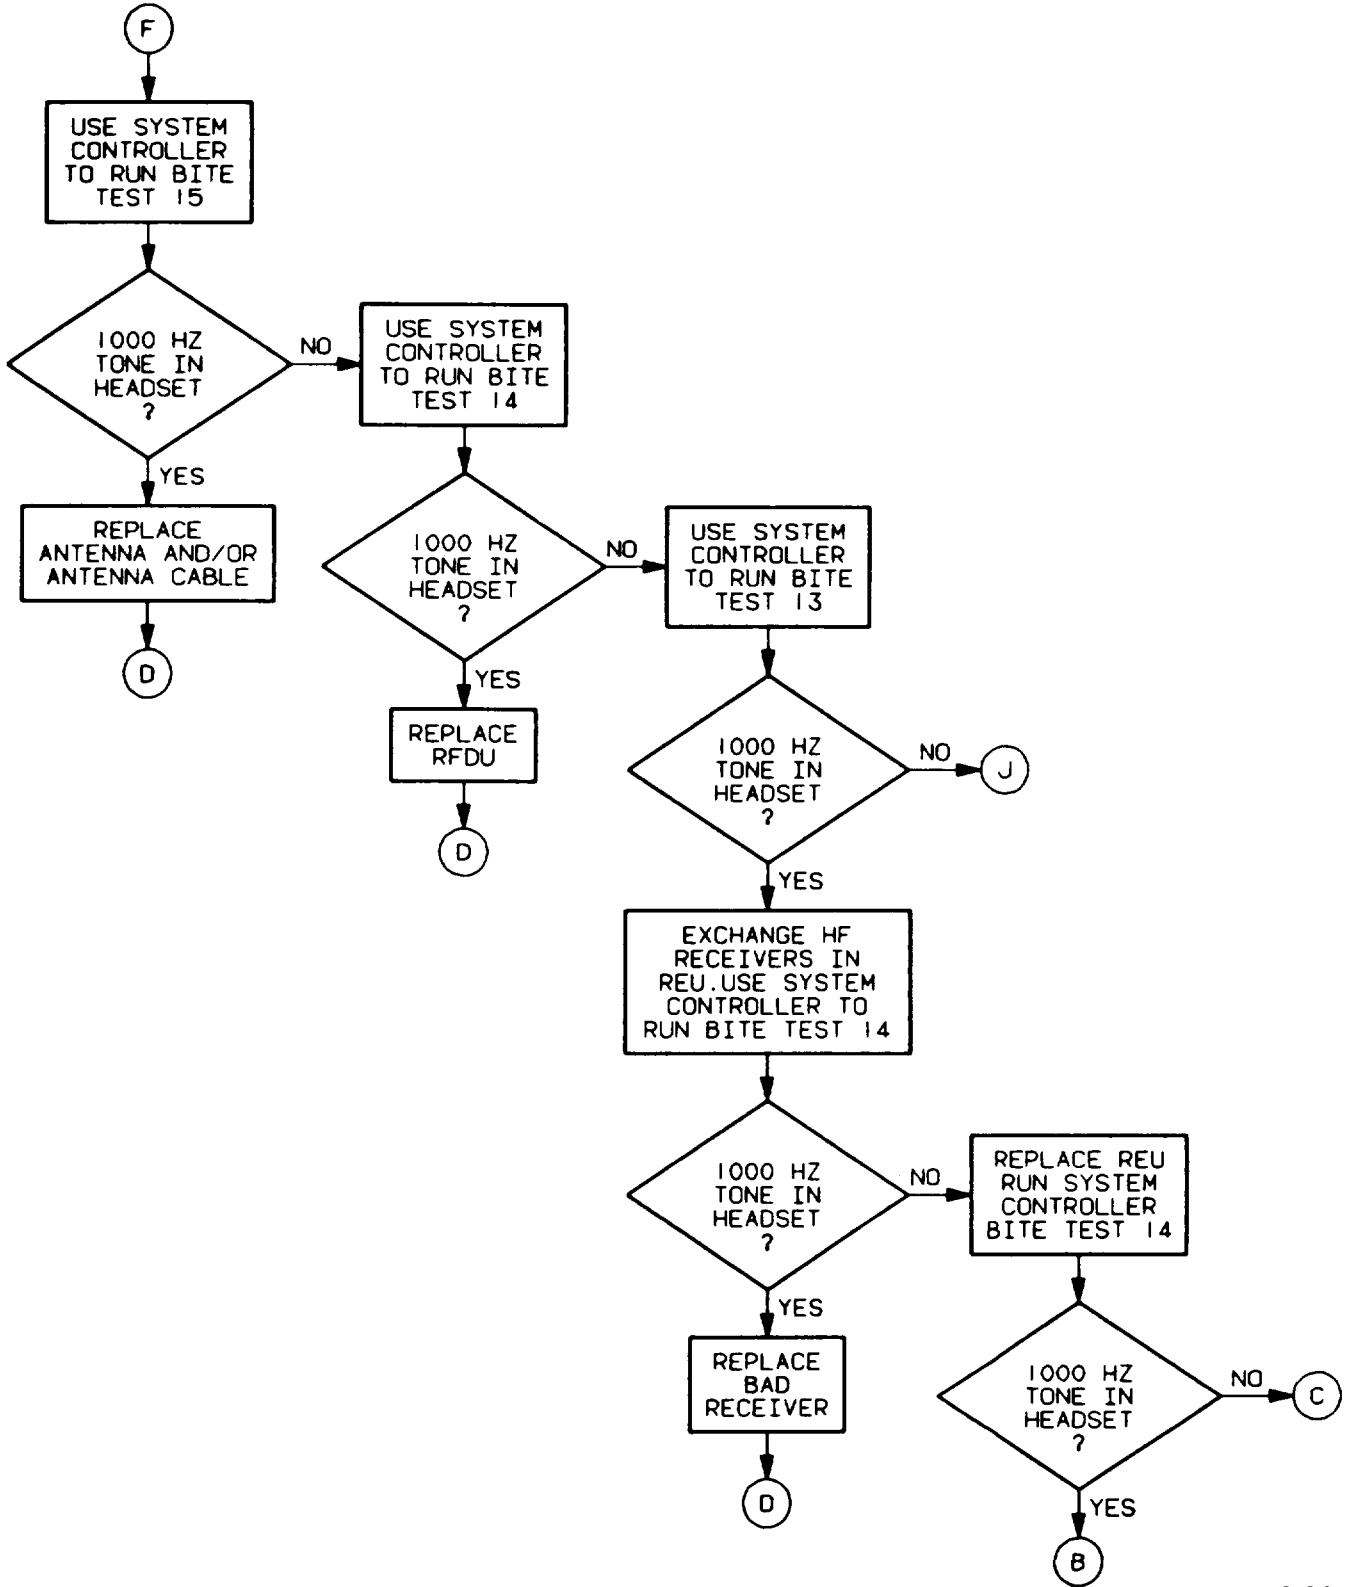 F
USE SYSTEM
CONTROLLER
TO RUN BITE
TEST 15
1000 HZ
TONE IN
HEADSET
?
NO
USE SYSTEM
CONTROLLER
TO RUN BITE
TEST 14
YES
REPLACE
ANTENNA AND/OR
ANTENNA CABLE
D
1000 HZ
TONE IN
HEADSET
?
NO
USE SYSTEM
CONTROLLER
TO RUN BITE
TEST 13
YES
REPLACE
RFDU
D
1000 HZ
TONE IN
HEADSET
?
NO
J
YES
EXCHANGE HF
RECEIVERS IN
REU.USE SYSTEM
CONTROLLER TO
RUN BITE TEST 14
1000 HZ
TONE IN
HEADSET
?
NO
REPLACE REU
RUN SYSTEM
CONTROLLER
BITE TEST 14
YES
REPLACE
BAD
RECEIVER
D
1000 HZ
TONE IN
HEADSET
?
NO
C
YES
B